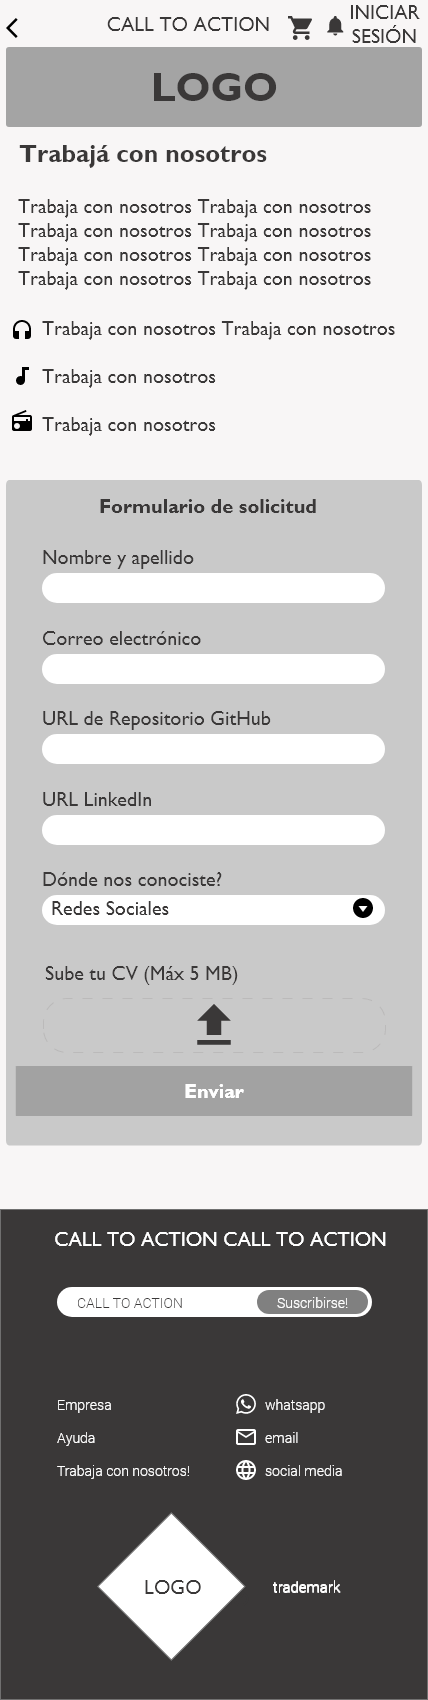 CALL TO ACTION
INICIAR
SESIÓN
LOGO
Trabajá con nosotros
Trabaja con nosotros Trabaja con nosotros
Trabaja con nosotros Trabaja con nosotros
Trabaja con nosotros Trabaja con nosotros
Trabaja con nosotros Trabaja con nosotros
Trabaja con nosotros Trabaja con nosotros
Trabaja con nosotros
Trabaja con nosotros
Formulario de solicitud
Nombre y apellido
Correo electrónico
URL de Repositorio GitHub
URL LinkedIn
Dónde nos conociste?
Redes Sociales
Sube tu CV (Máx 5 MB)
Enviar
CALL TO ACTION CALL TO ACTION
CALL TO ACTION
Suscribirse!
Empresa
whatsapp
Ayuda
email
Trabaja con nosotros!
social media
LOGO
trademark